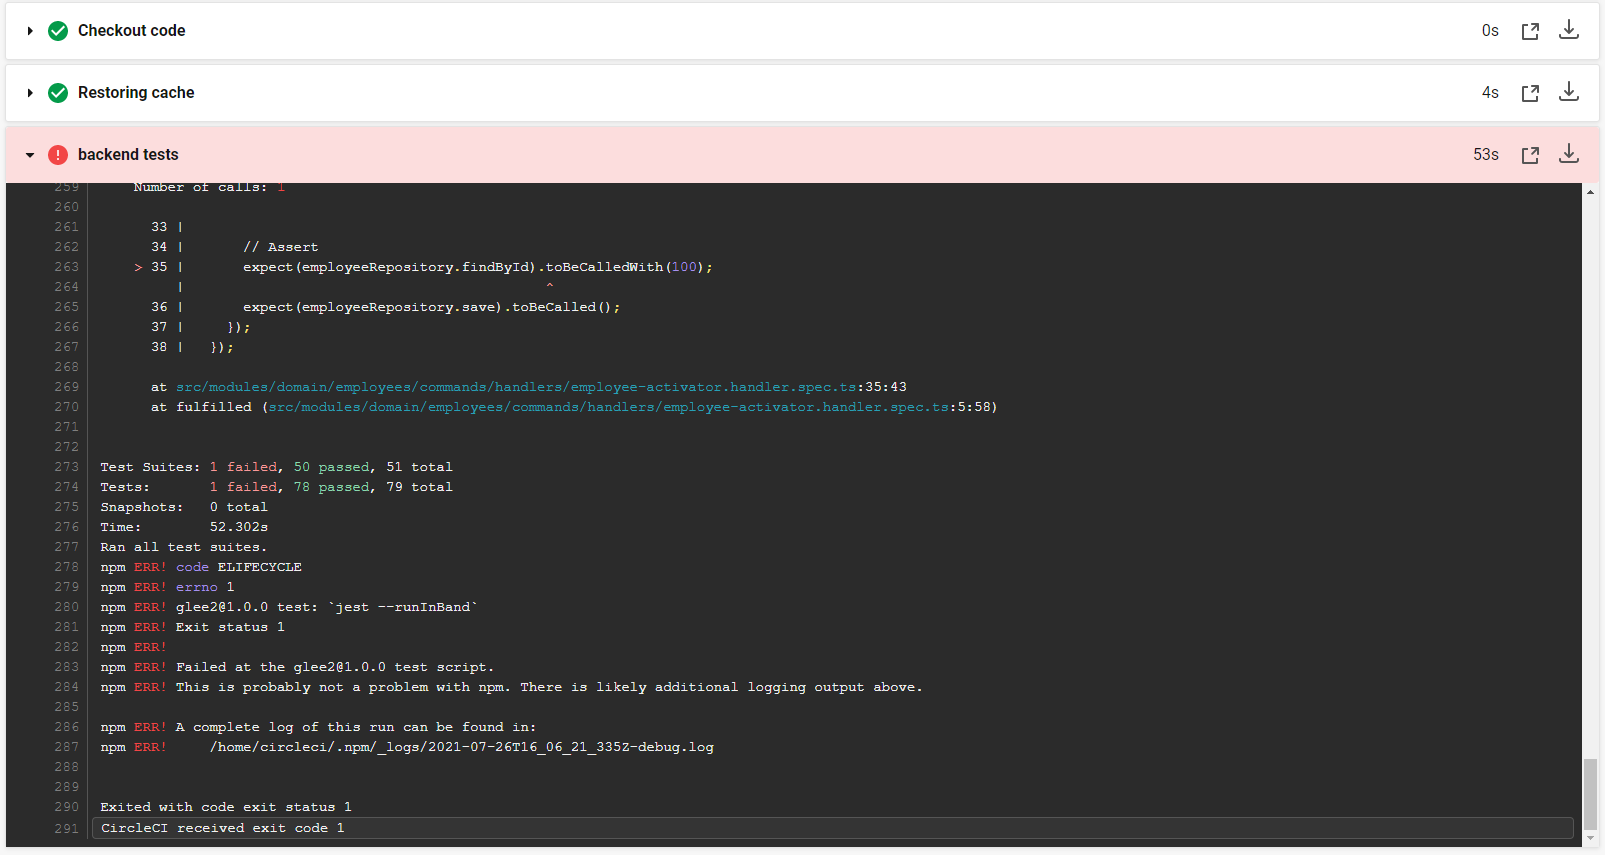 Checkout code 0s
Restoring cache 4s
backend tests 53s
259 Number of calls: 1
260
261 33 |
262 34 | // Assert
263 > 35 | expect(employeeRepository.findById).toBeCalledWith(100);
264 | ^
265 36 | expect(employeeRepository.save).toBeCalled();
266 37 | });
267 38 | });
268
269 at src/modules/domain/employees/commands/handlers/employee-activator.handler.spec.ts:35:43
270 at fulfilled (src/modules/domain/employees/commands/handlers/employee-activator.handler.spec.ts:5:58)
271
272
273 Test Suites: 1 failed, 50 passed, 51 total
274 Tests: 1 failed, 78 passed, 79 total
275 Snapshots: 0 total
276 Time: 52.302s
277 Ran all test suites.
278 npm ERR! code ELIFECYCLE
279 npm ERR! errno 1
280 npm ERR! glee2@1.0.0 test: `jest --runInBand`
281 npm ERR! Exit status 1
282 npm ERR!
283 npm ERR! Failed at the glee2@1.0.0 test script.
284 npm ERR! This is probably not a problem with npm. There is likely additional logging output above.
285
286 npm ERR! A complete log of this run can be found in:
287 npm ERR! /home/circleci/.npm/_logs/2021-07-26T16_06_21_335Z-debug.log
288
289
290 Exited with code exit status 1
291 CircleCI received exit code 1